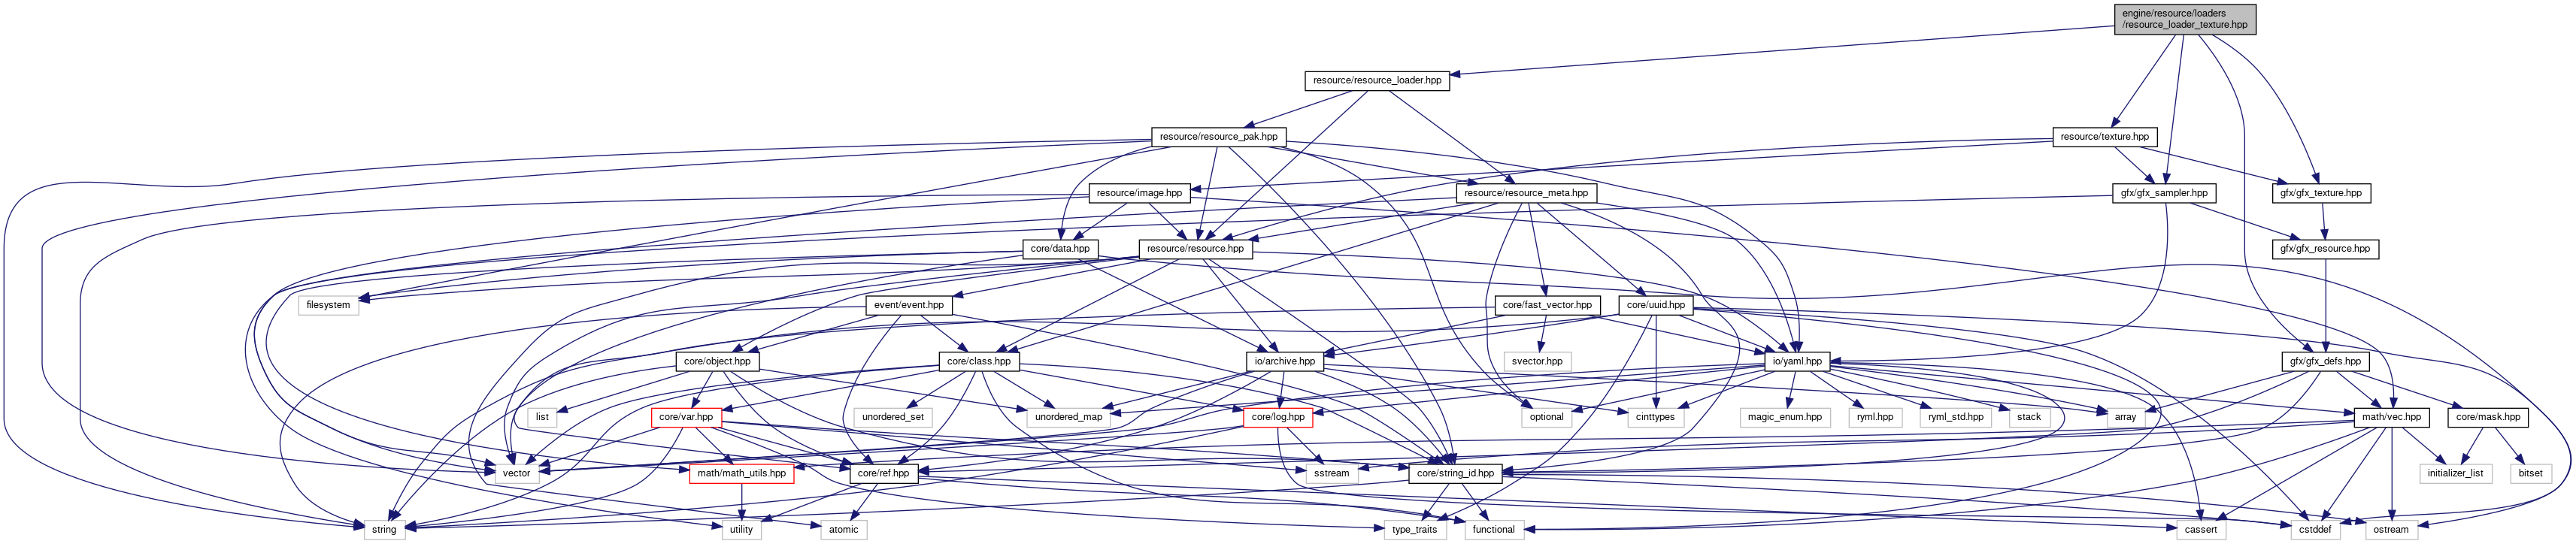 engine/resource/loaders
/resource_loader_texture.hpp
resource/resource_loader.hpp
resource/resource_pak.hpp
resource/texture.hpp
resource/image.hpp
resource/resource_meta.hpp
gfx/gfx_sampler.hpp
gfx/gfx_texture.hpp
core/data.hpp
resource/resource.hpp
gfx/gfx_resource.hpp
filesystem
event/event.hpp
core/fast_vector.hpp
core/uuid.hpp
core/object.hpp
core/class.hpp
io/archive.hpp
svector.hpp
io/yaml.hpp
gfx/gfx_defs.hpp
list
core/var.hpp
unordered_set
unordered_map
core/log.hpp
optional
cinttypes
magic_enum.hpp
ryml.hpp
ryml_std.hpp
stack
array
math/vec.hpp
core/mask.hpp
vector
math/math_utils.hpp
core/ref.hpp
sstream
core/string_id.hpp
initializer_list
bitset
string
utility
atomic
type_traits
functional
cassert
cstddef
ostream